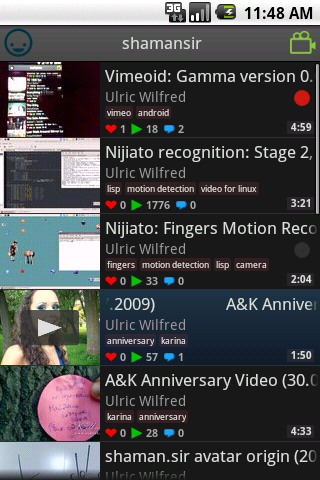 3G
11:48 AM
shamansir
Vimeoid: Gamma version 0.
Ulric Wilfred
vimeo android
1 18 2
4:59
Nijiato recognition: Stage 2,
Ulric Wilfred
lisp motion detection video for linux
0 1776 0
3:21
Nijiato: Fingers Motion Reco
Ulric Wilfred
fingers motion detection lisp camera
0 33 0
2:04
.2009) A&K Anniver
Ulric Wilfred
anniversary karina
0 57 1
1:50
A&K Anniversary Video (30.0
Ulric Wilfred
karina anniversary
0 28 0
4:33
shaman.sir avatar origin (20
Ulric Wilfred